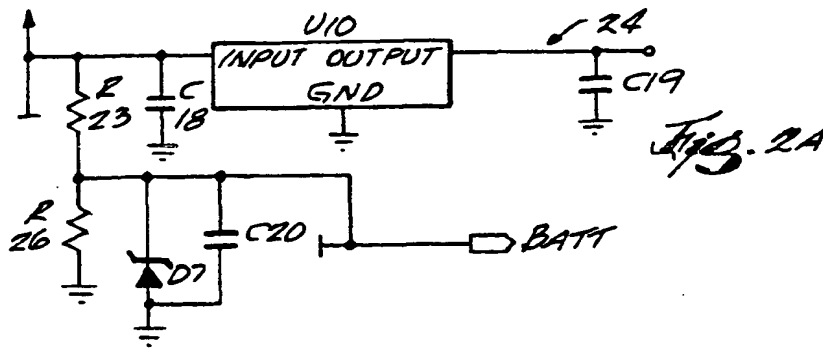 U10
24
INPUT OUTPUT
GND
R
23
C
18
C19
Fig. 2A
R
26
D7
C20
BATT